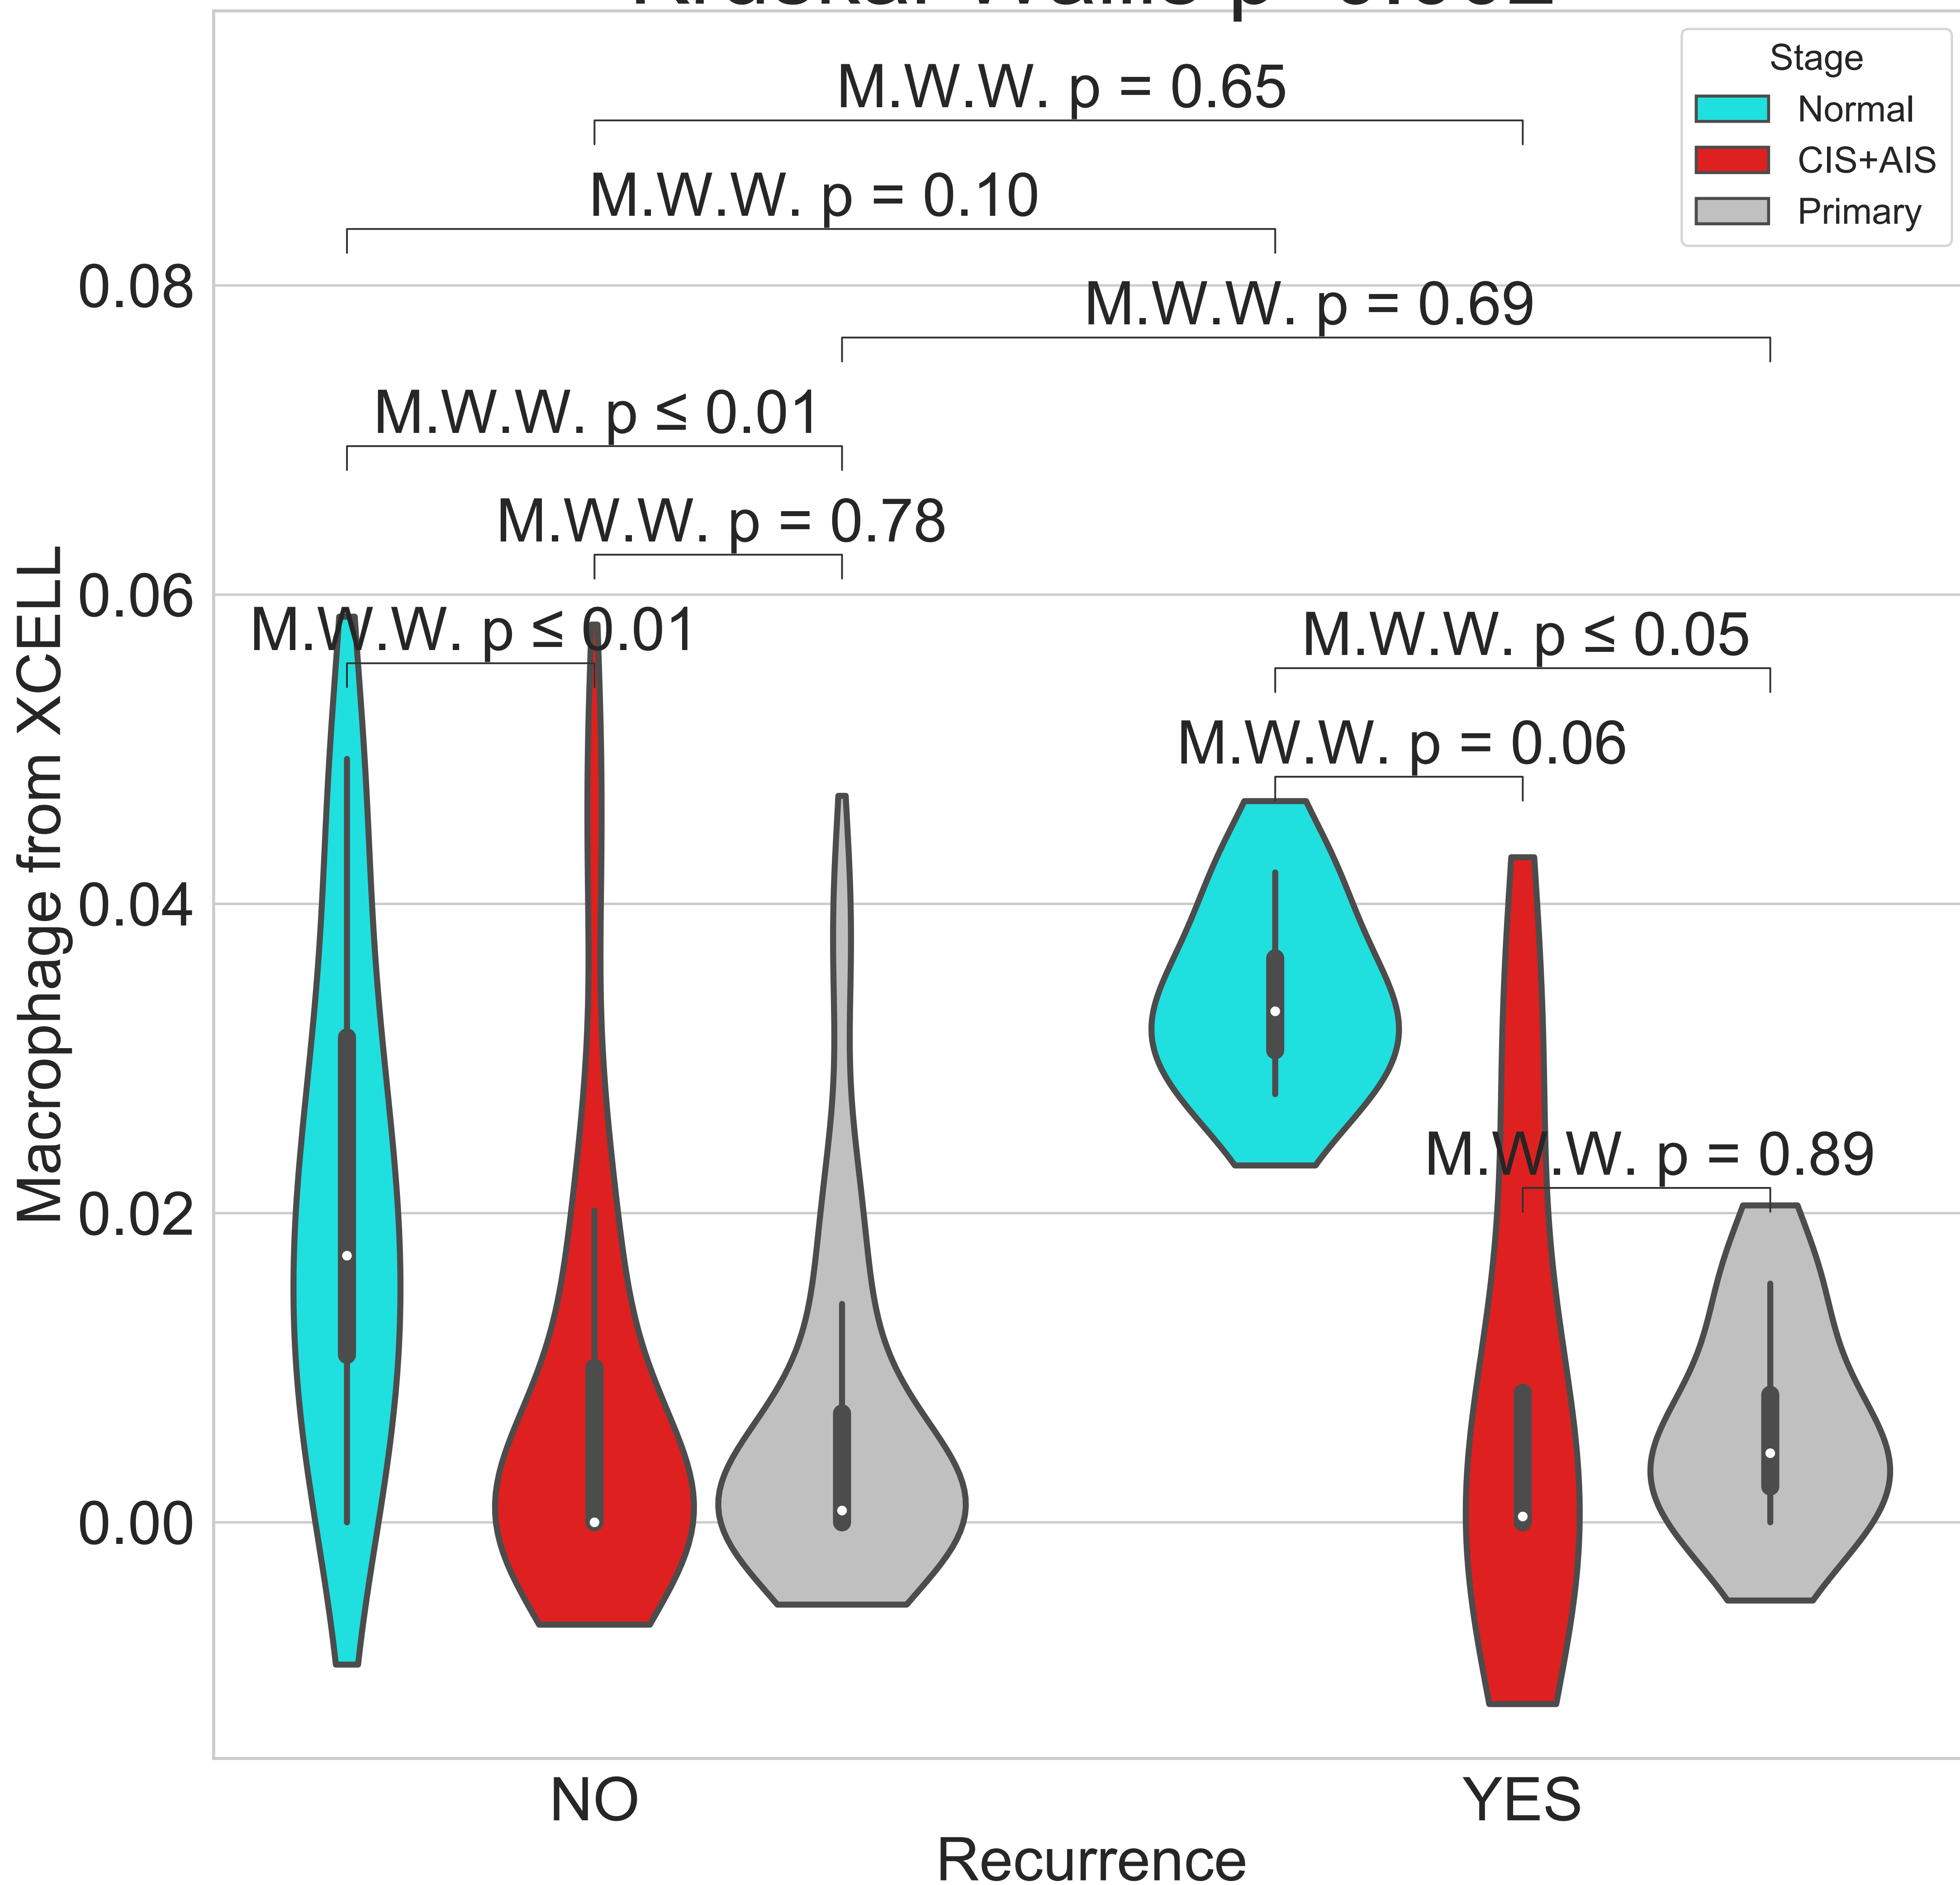 Stage
Normal
CIS+AIS
Primary
M.W.W. p = 0.65
M.W.W. p = 0.10
M.W.W. p = 0.69
M.W.W. p ≤ 0.01
M.W.W. p = 0.78
M.W.W. p ≤ 0.01
M.W.W. p ≤ 0.05
M.W.W. p = 0.06
M.W.W. p = 0.89
Macrophage from XCELL
0.08
0.06
0.04
0.02
0.00
NO
YES
Recurrence